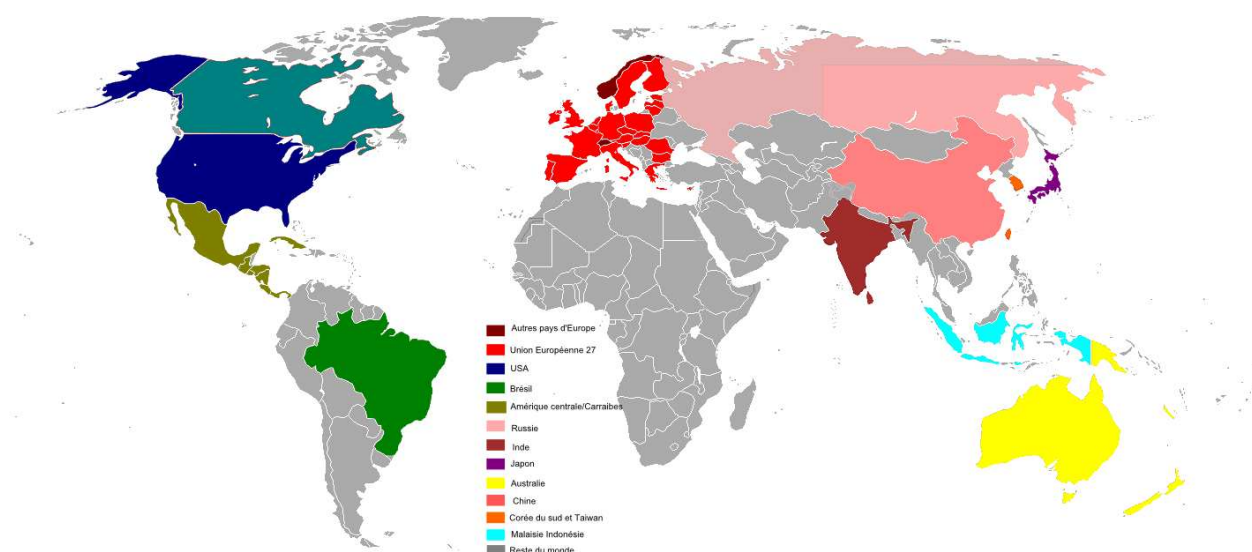 Autres pays d'Europe
Union Européenne 27
USA
Brésil
Amérique centrale/Carraibes
Russie
Inde
Japon
Australie
Chine
Corée du sud et Taiwan
Malaisie Indonésie
Reste du monde